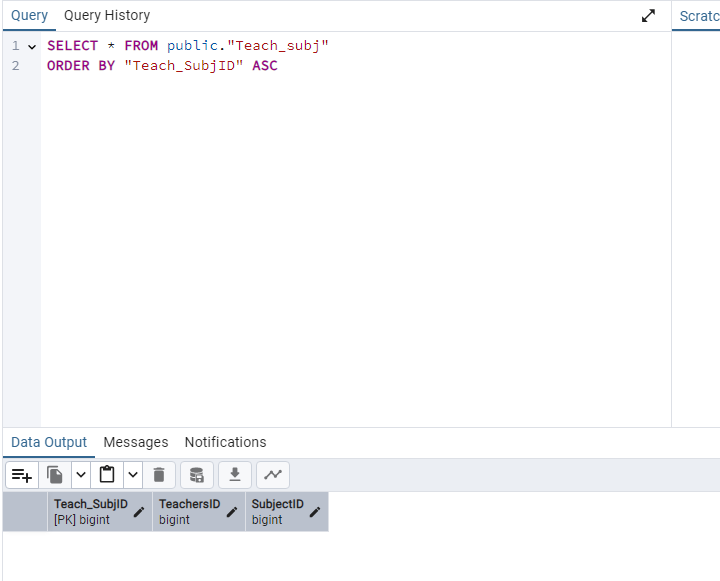 Query Query History Scratc
1 SELECT * FROM public."Teach_subj"
2 ORDER BY "Teach_SubjID" ASC
Data Output Messages Notifications
Teach_SubjID TeachersID SubjectID
[PK] bigint bigint bigint